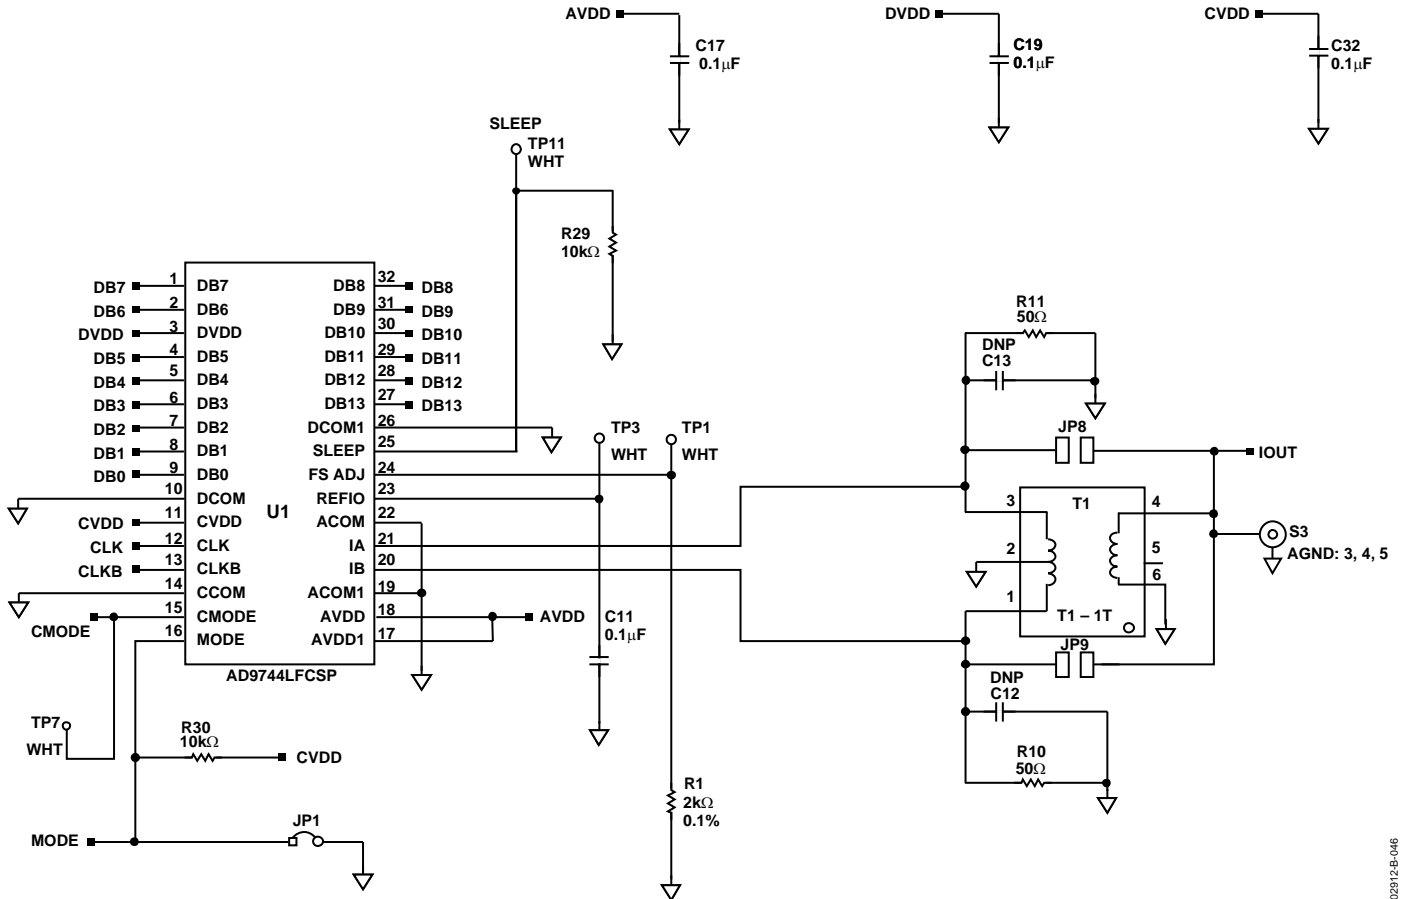 AVDD
C17
0.1µF
DVDD
C19
0.1µF
CVDD
C32
0.1µF
SLEEP
TP11
WHT
R29
10kΩ
DB7 1 DB7
DB6 2 DB6
DVDD 3 DVDD
DB5 4 DB5
DB4 5 DB4
DB3 6 DB3
DB2 7 DB2
DB1 8 DB1
DB0 9 DB0
10 DCOM
CVDD 11 CVDD
CLK 12 CLK
CLKB 13 CLKB
14 CCOM
CMODE 15 CMODE
16 MODE
U1
DB8 32 DB8
DB9 31 DB9
DB10 30 DB10
DB11 29 DB11
DB12 28 DB12
DB13 27 DB13
DCOM1 26
SLEEP 25
FS ADJ 24
REFIO 23
ACOM 22
IA 21
IB 20
ACOM1 19
AVDD 18 AVDD
AVDD1 17
AD9744LFCSP
TP3
WHT
TP1
WHT
C11
0.1µF
TP7
WHT
R30
10kΩ
CVDD
MODE
JP1
R1
2kΩ
0.1%
R11
50Ω
DNP
C13
JP8
IOUT
3
T1
4
2
5
6
1
T1 – 1T
S3
AGND: 3, 4, 5
JP9
DNP
C12
R10
50Ω
02912-B-046